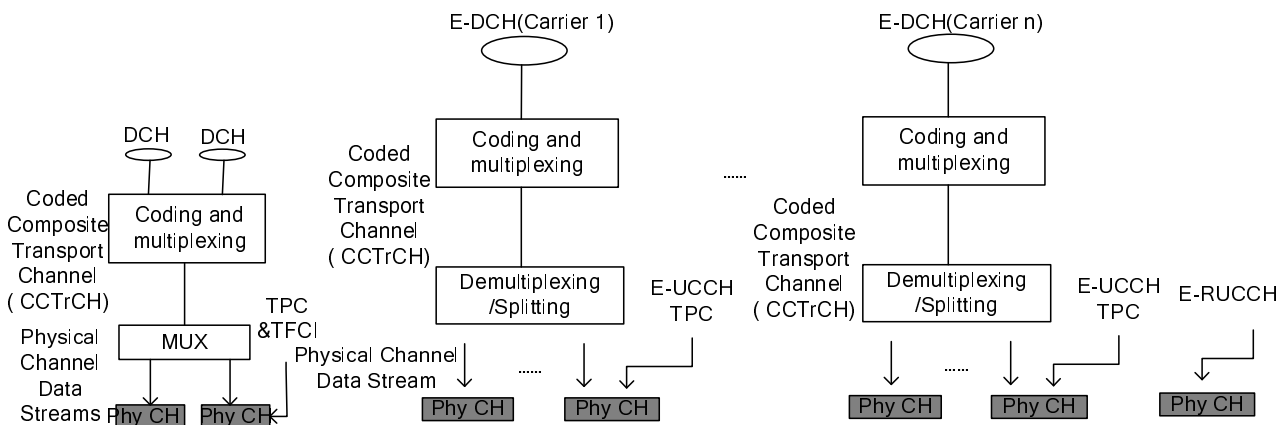 E-DCH(Carrier 1)
E-DCH(Carrier n)
DCH
DCH
Coded
Composite
Transport
Channel
( CCTrCH)
Coding and
multiplexing
MUX
TPC
&TFCI
Physical
Channel
Data
Streams
Phy CH
Phy CH
Coded
Composite
Transport
Channel
( CCTrCH)
Coding and
multiplexing
Demultiplexing
/Splitting
E-UCCH
TPC
Physical Channel
Data Stream
......
Phy CH
Phy CH
......
Coded
Composite
Transport
Channel
( CCTrCH)
Coding and
multiplexing
Demultiplexing
/Splitting
E-UCCH
TPC
E-RUCCH
......
Phy CH
Phy CH
Phy CH